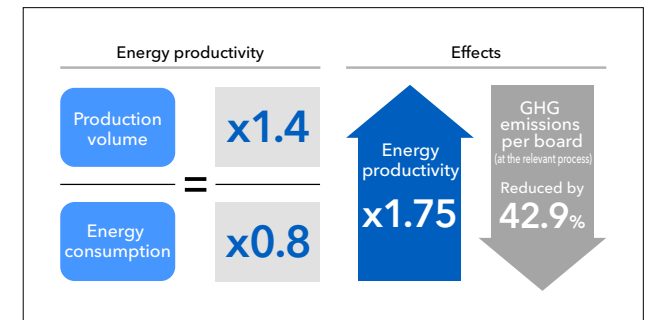 Energy productivity
Production
volume
x1.4
=
Energy
consumption
x0.8
Effects
Energy
productivity
x1.75
GHG
emissions
per board
(at the relevant process)
Reduced by
42.9%